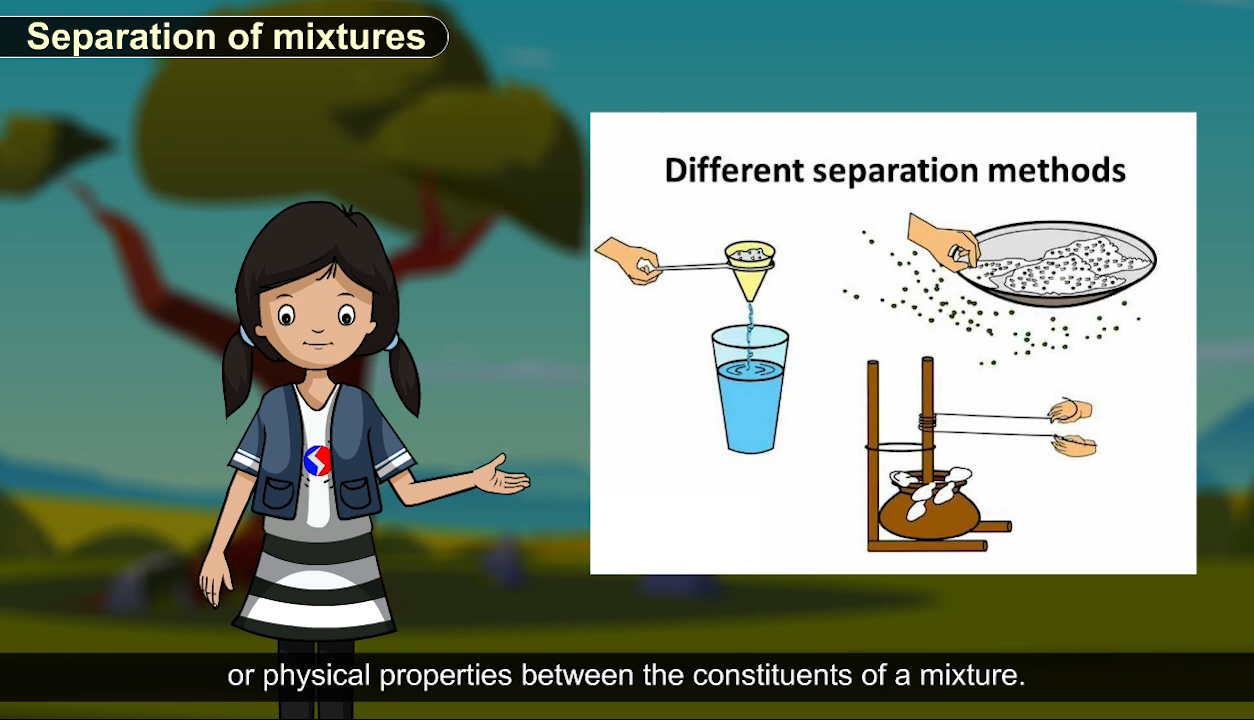 Separation of mixtures
Different separation methods
or physical properties between the constituents of a mixture.